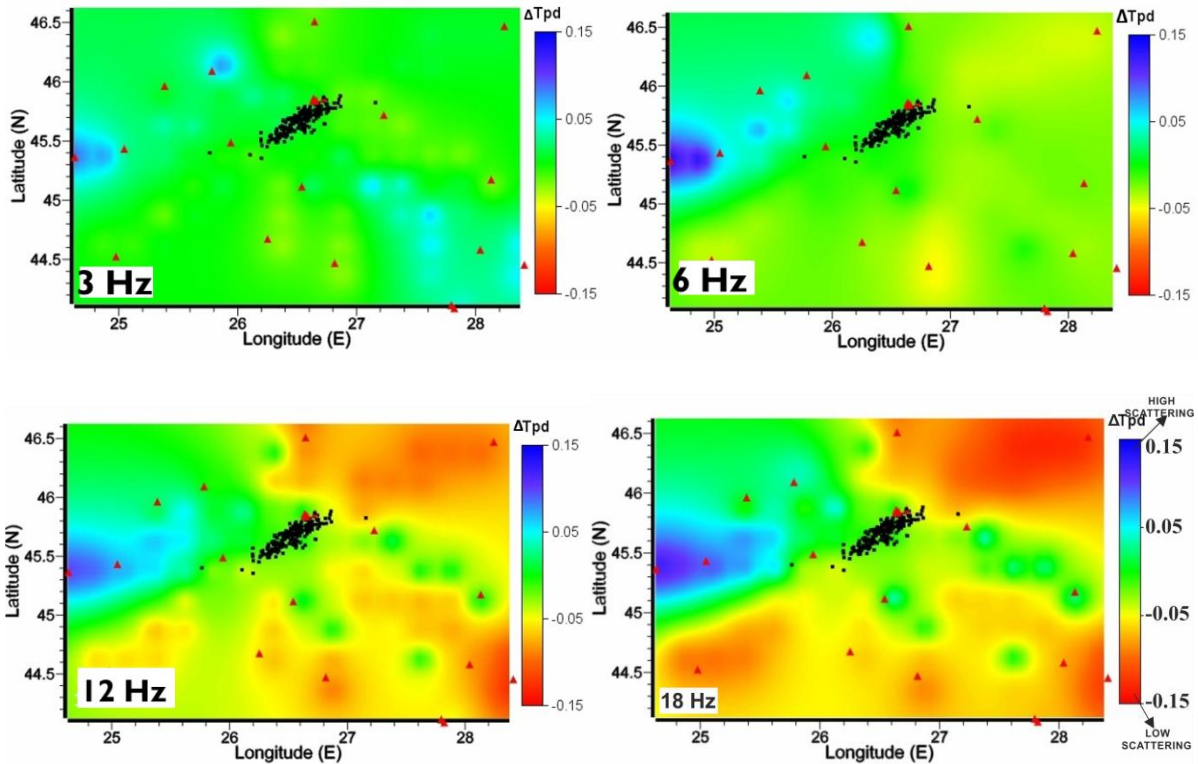 ΔTpd
46.5
46
45.5
45
44.5
Latitude (N)
0.15
0.05
-0.05
-0.15
3 Hz
25 26 27 28
Longitude (E)
ΔTpd
46.5
46
45.5
45
44.5
Latitude (N)
0.15
0.05
-0.05
-0.15
6 Hz
25 26 27 28
Longitude (E)
ΔTpd
46.5
46
45.5
45
44.5
Latitude (N)
0.15
0.05
-0.05
-0.15
12 Hz
25 26 27 28
Longitude (E)
HIGH
SCATTERING
ΔTpd
46.5
46
45.5
45
44.5
Latitude (N)
0.15
0.05
-0.05
-0.15
18 Hz
25 26 27 28
Longitude (E)
LOW
SCATTERING